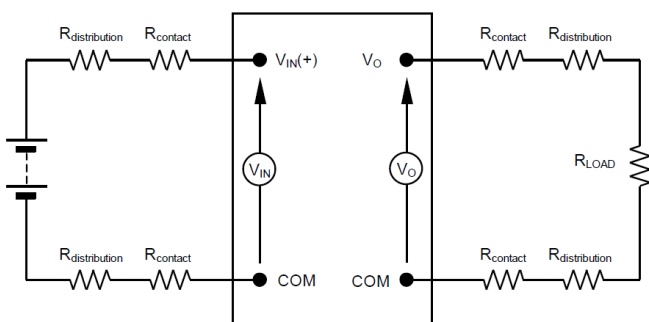 Rdistribution Rcontact VIN(+) VO Rcontact Rdistribution
VIN VO RLOAD
Rdistribution Rcontact COM COM Rcontact Rdistribution